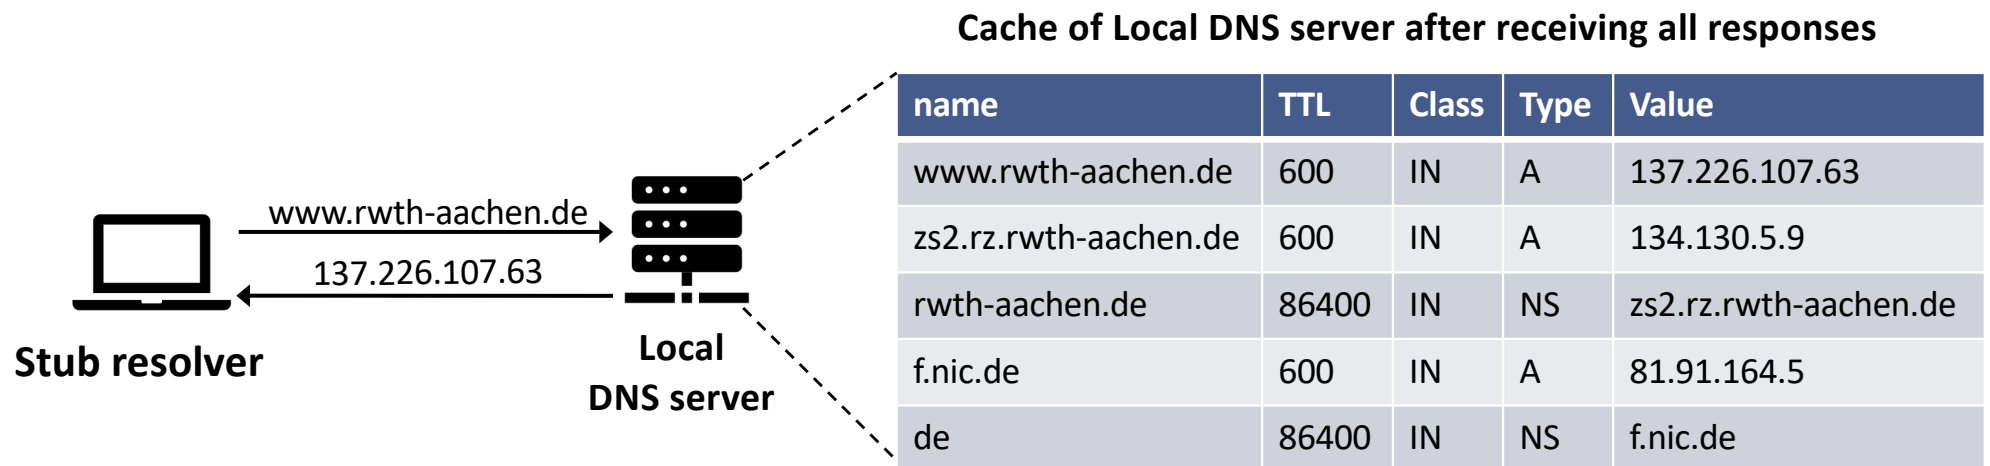 Cache of Local DNS server after receiving all responses
name TTL Class Type Value
www.rwth-aachen.de 600 IN A 137.226.107.63
zs2.rz.rwth-aachen.de 600 IN A 134.130.5.9
rwth-aachen.de 86400 IN NS zs2.rz.rwth-aachen.de
f.nic.de 600 IN A 81.91.164.5
de 86400 IN NS f.nic.de
www.rwth-aachen.de
137.226.107.63
Stub resolver
Local
DNS server